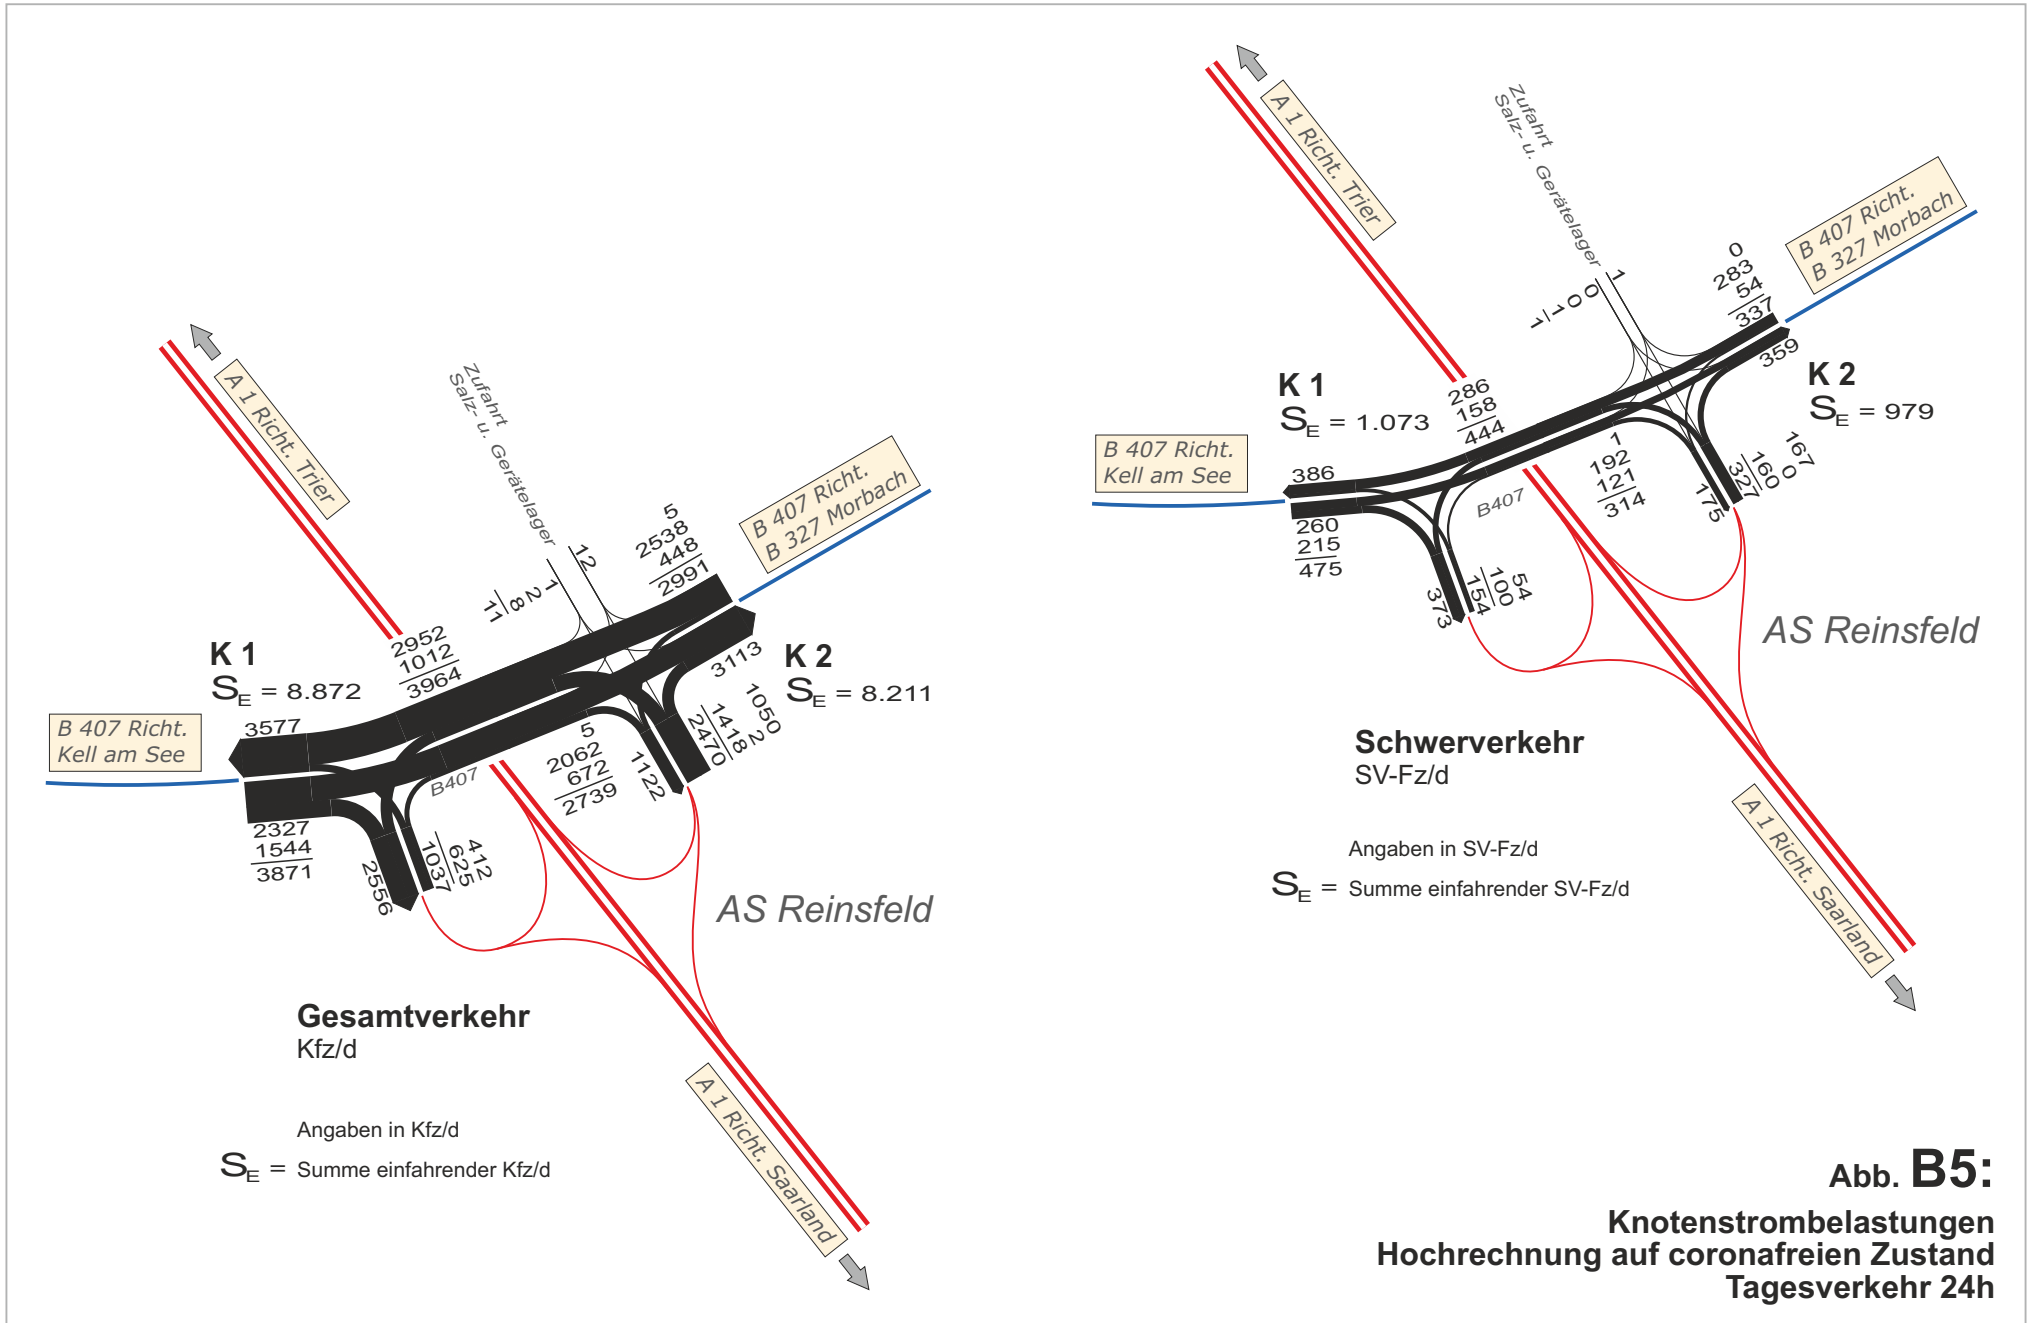 A 1 Richt. Trier
Zufahrt
Salz- u. Gerätelager
12
1
2
8
11
5
2538
448
2991
B 407 Richt.
B 327 Morbach
2952
1012
3964
K 1
SE = 8.872
3113
K 2
SE = 8.211
B 407 Richt.
Kell am See
3577
2327
1544
3871
B407
5
2062
672
2739
1122
1050
2
1418
2470
412
625
1037
2556
AS Reinsfeld
Gesamtverkehr
Kfz/d
Angaben in Kfz/d
SE = Summe einfahrender Kfz/d
A 1 Richt. Saarland
A 1 Richt. Trier
Zufahrt
Salz- u. Gerätelager
1
0
0
1
1
0
283
54
337
B 407 Richt.
B 327 Morbach
359
K 1
SE = 1.073
286
158
444
K 2
SE = 979
B 407 Richt.
Kell am See
386
260
215
475
B407
1
192
121
314
175
167
0
160
327
54
100
154
373
AS Reinsfeld
Schwerverkehr
SV-Fz/d
Angaben in SV-Fz/d
SE = Summe einfahrender SV-Fz/d
A 1 Richt. Saarland
Abb. B5:
Knotenstrombelastungen
Hochrechnung auf coronafreien Zustand
Tagesverkehr 24h